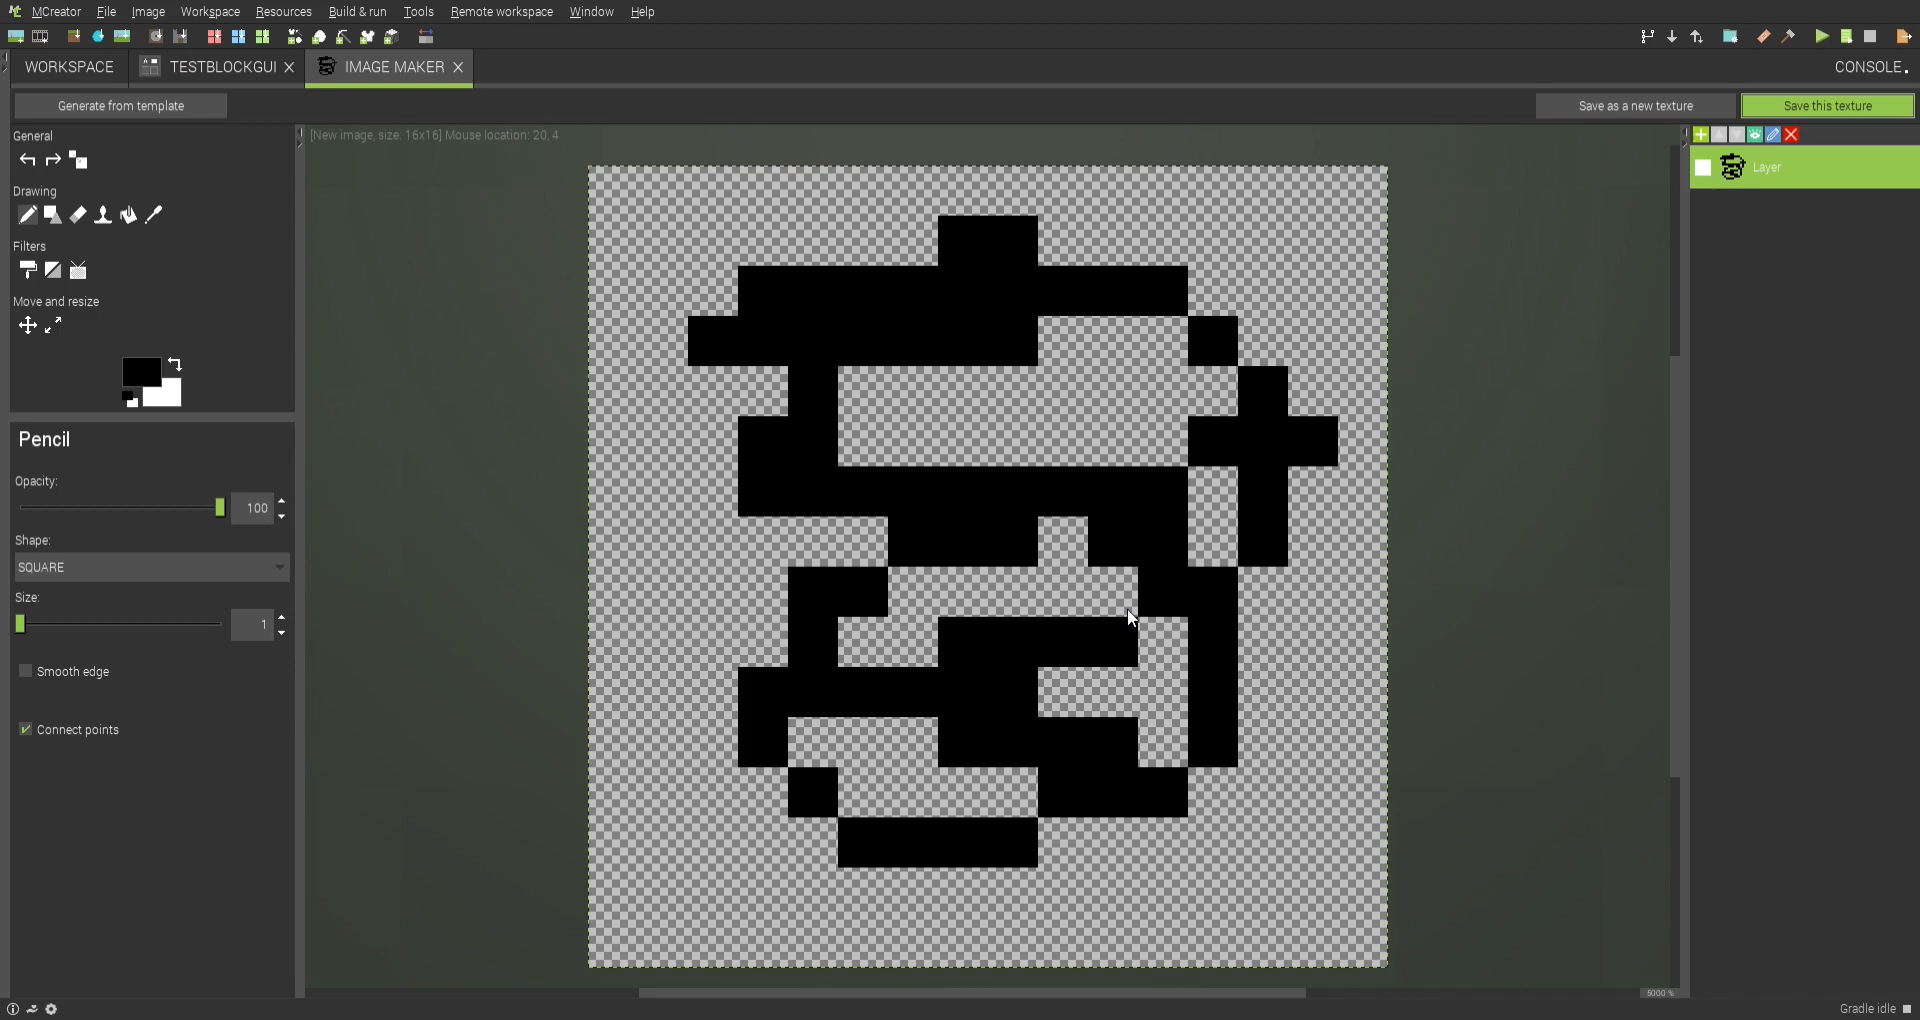 MCreator File Image Workspace Resources Build & run Tools Remote workspace Window Help
WORKSPACE TESTBLOCKGUI IMAGE MAKER CONSOLE
Generate from template Save as a new texture Save this texture
General
[New image, size: 16x16] Mouse location: 20, 4
Layer
Drawing
Filters
Move and resize
Pencil
Opacity:
100
Shape:
SQUARE
Size:
1
Smooth edge
Connect points
5000 %
Gradle idle